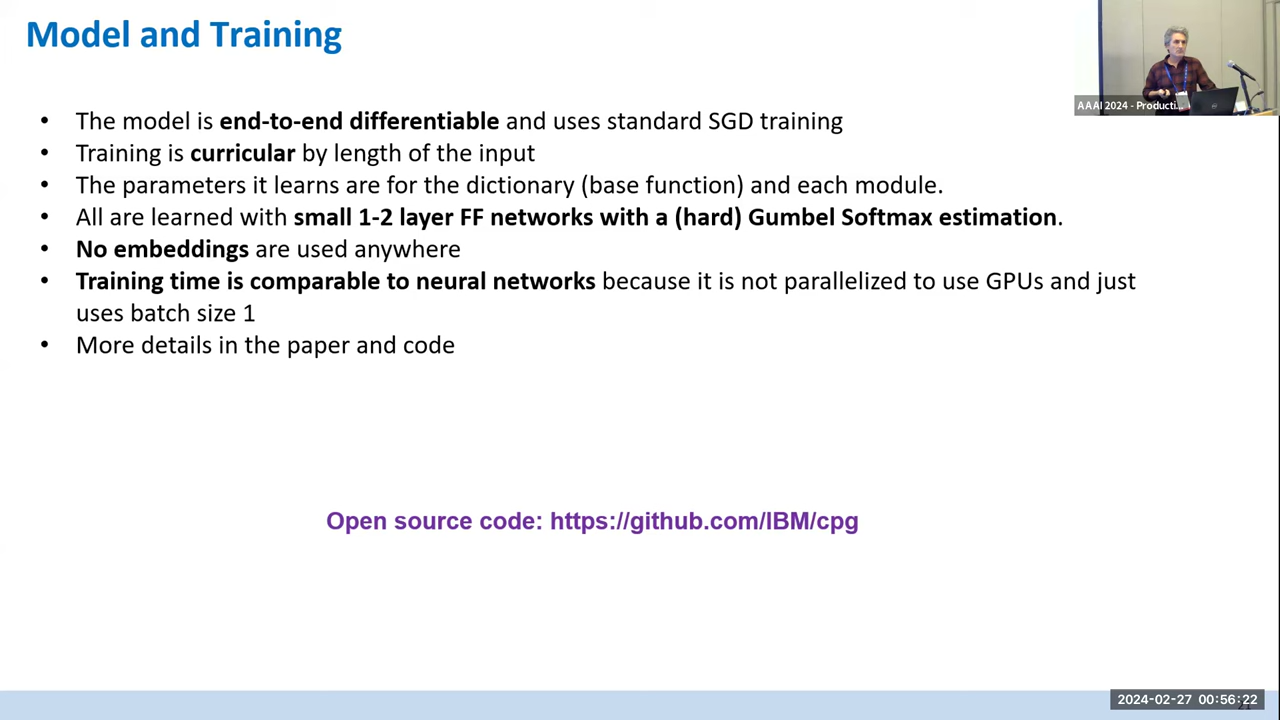 Model and Training
AAAI 2024 - Producti...
• The model is end-to-end differentiable and uses standard SGD training
• Training is curricular by length of the input
• The parameters it learns are for the dictionary (base function) and each module.
• All are learned with small 1-2 layer FF networks with a (hard) Gumbel Softmax estimation.
• No embeddings are used anywhere
• Training time is comparable to neural networks because it is not parallelized to use GPUs and just
uses batch size 1
• More details in the paper and code
Open source code: https://github.com/IBM/cpg
2024-02-27 00:56:22